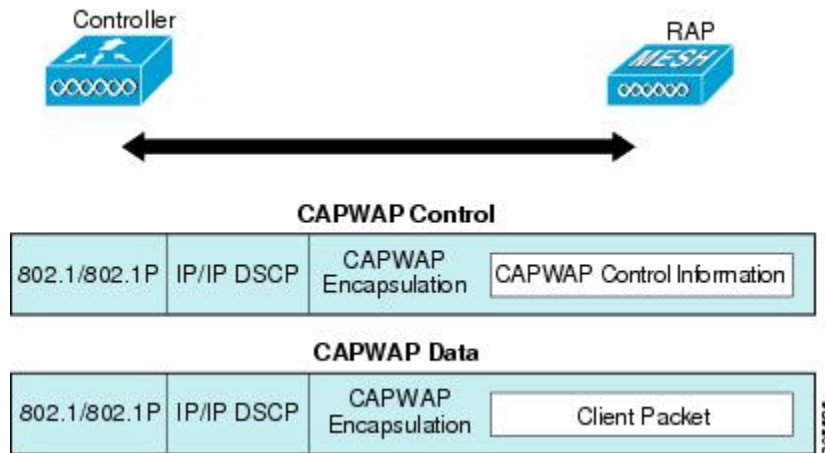 Controller
RAP
MESH
CAPWAP Control
802.1/802.1P IP/IP DSCP CAPWAP Encapsulation CAPWAP Control Information
CAPWAP Data
802.1/802.1P IP/IP DSCP CAPWAP Encapsulation Client Packet